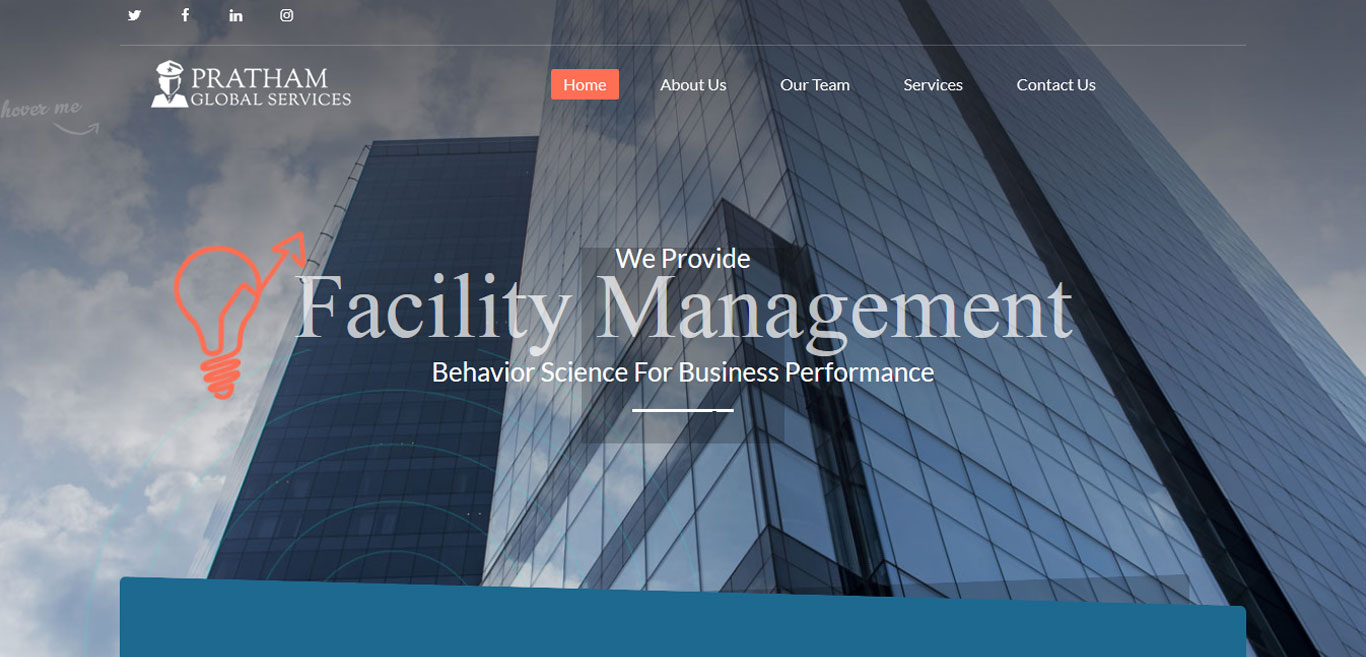 PRATHAM
GLOBAL SERVICES
Home About Us Our Team Services Contact Us
hover me
We Provide
Facility Management
Behavior Science For Business Performance